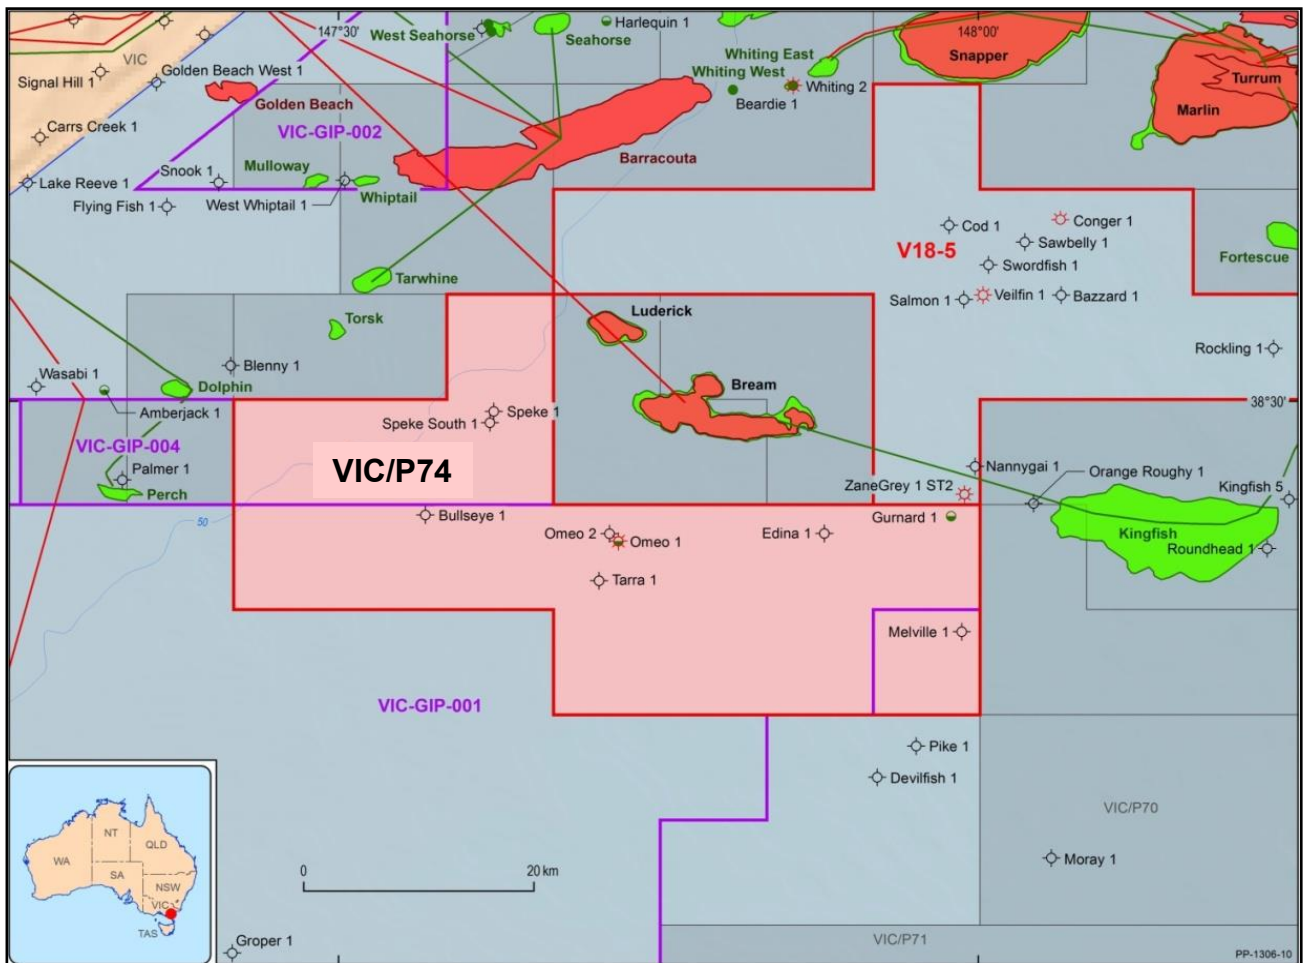 147°30'
148°00'
Harlequin 1
West Seahorse
Seahorse
Whiting East
Whiting West
Snapper
VIC
Signal Hill 1
Golden Beach West 1
Golden Beach
Whiting 2
Beardie 1
Turrum
Marlin
Carrs Creek 1
VIC-GIP-002
Barracouta
Lake Reeve 1
Snook 1
Mulloway
Whiptail
Flying Fish 1
West Whiptail 1
Cod 1
Conger 1
Sawbelly 1
V18-5
Swordfish 1
Fortescue
Tarwhine
Salmon 1
Veilfin 1
Bazzard 1
Torsk
Luderick
Rockling 1
Wasabi 1
Blenny 1
Dolphin
Bream
38°30'
Amberjack 1
Speke 1
Speke South 1
VIC-GIP-004
VIC/P74
Palmer 1
Perch
Nannygai 1
Orange Roughy 1
ZaneGrey 1 ST2
Kingfish 5
50
Bullseye 1
Gurnard 1
Omeo 2
Omeo 1
Edina 1
Kingfish
Roundhead 1
Tarra 1
Melville 1
VIC-GIP-001
Pike 1
Devilfish 1
VIC/P70
Moray 1
NT
QLD
WA
SA
NSW
VIC
TAS
0
20 km
Groper 1
VIC/P71
PP-1306-10